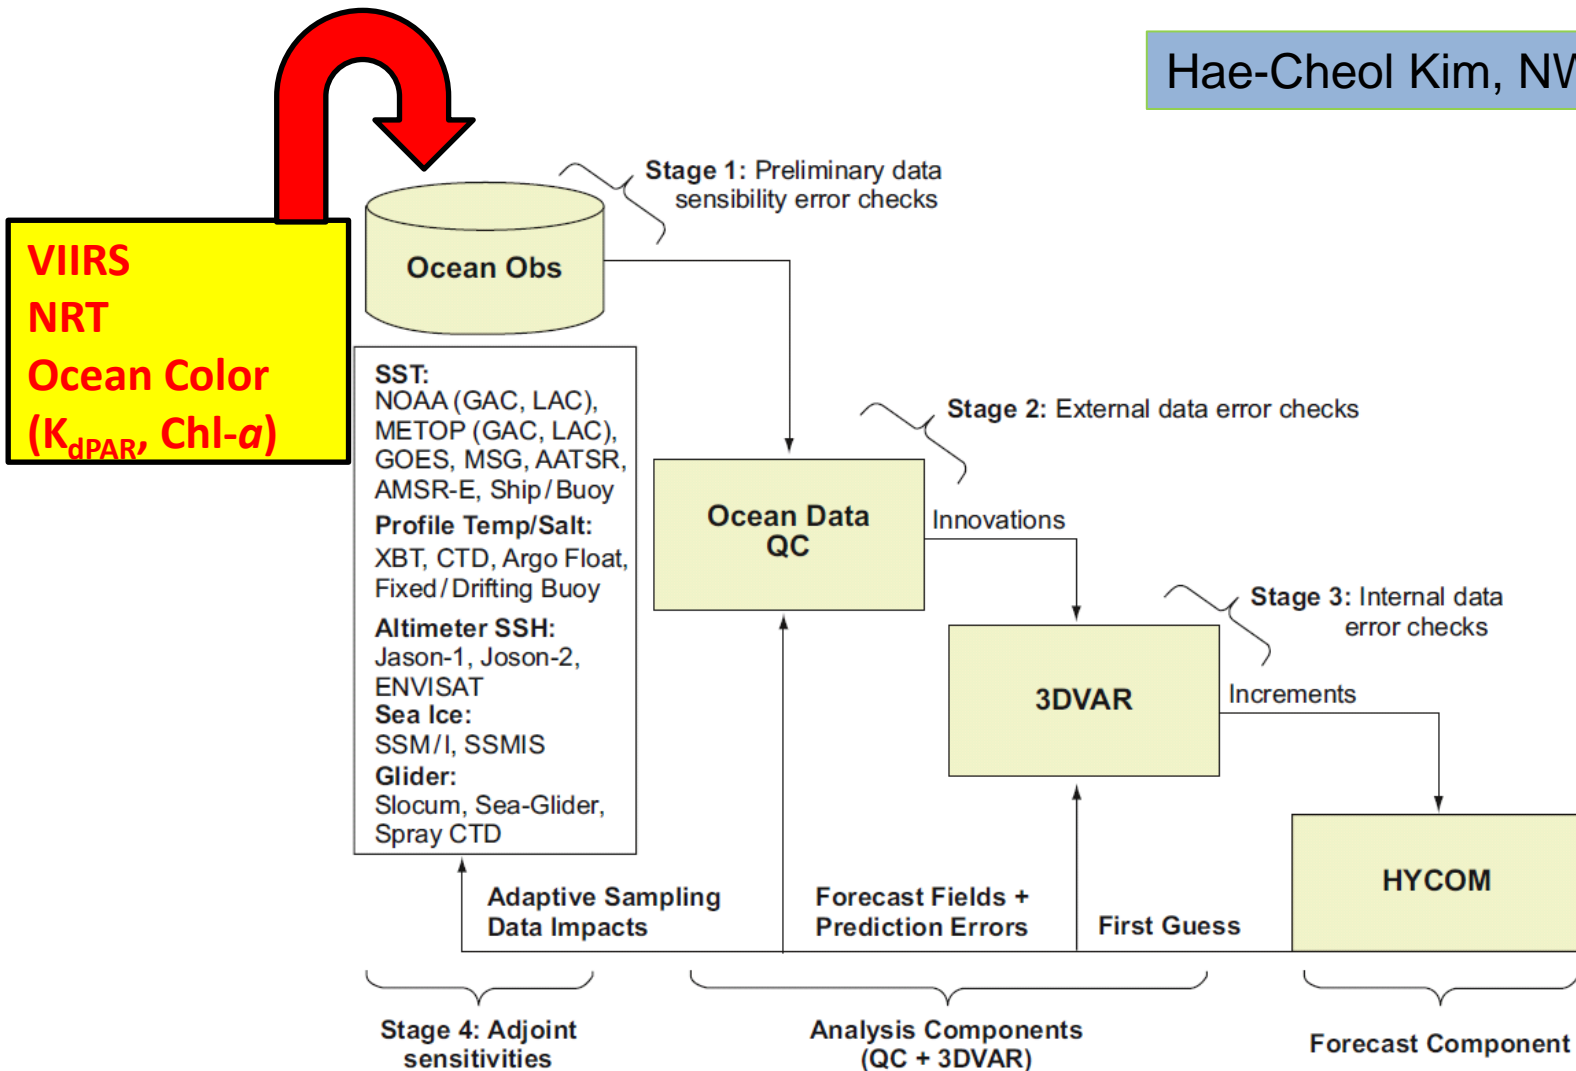 Hae-Cheol Kim, NW
VIIRS
NRT
Ocean Color
(KdPAR, Chl-a)
Stage 1: Preliminary data
sensibility error checks
Ocean Obs
SST:
NOAA (GAC, LAC),
METOP (GAC, LAC),
GOES, MSG, AATSR,
AMSR-E, Ship/Buoy
Profile Temp/Salt:
XBT, CTD, Argo Float,
Fixed/Drifting Buoy
Altimeter SSH:
Jason-1, Joson-2,
ENVISAT
Sea Ice:
SSM/I, SSMIS
Glider:
Slocum, Sea-Glider,
Spray CTD
Stage 2: External data error checks
Ocean Data
QC
Innovations
Stage 3: Internal data
error checks
3DVAR
Increments
HYCOM
Adaptive Sampling
Data Impacts
Forecast Fields +
Prediction Errors
First Guess
Stage 4: Adjoint
sensitivities
Analysis Components
(QC + 3DVAR)
Forecast Component